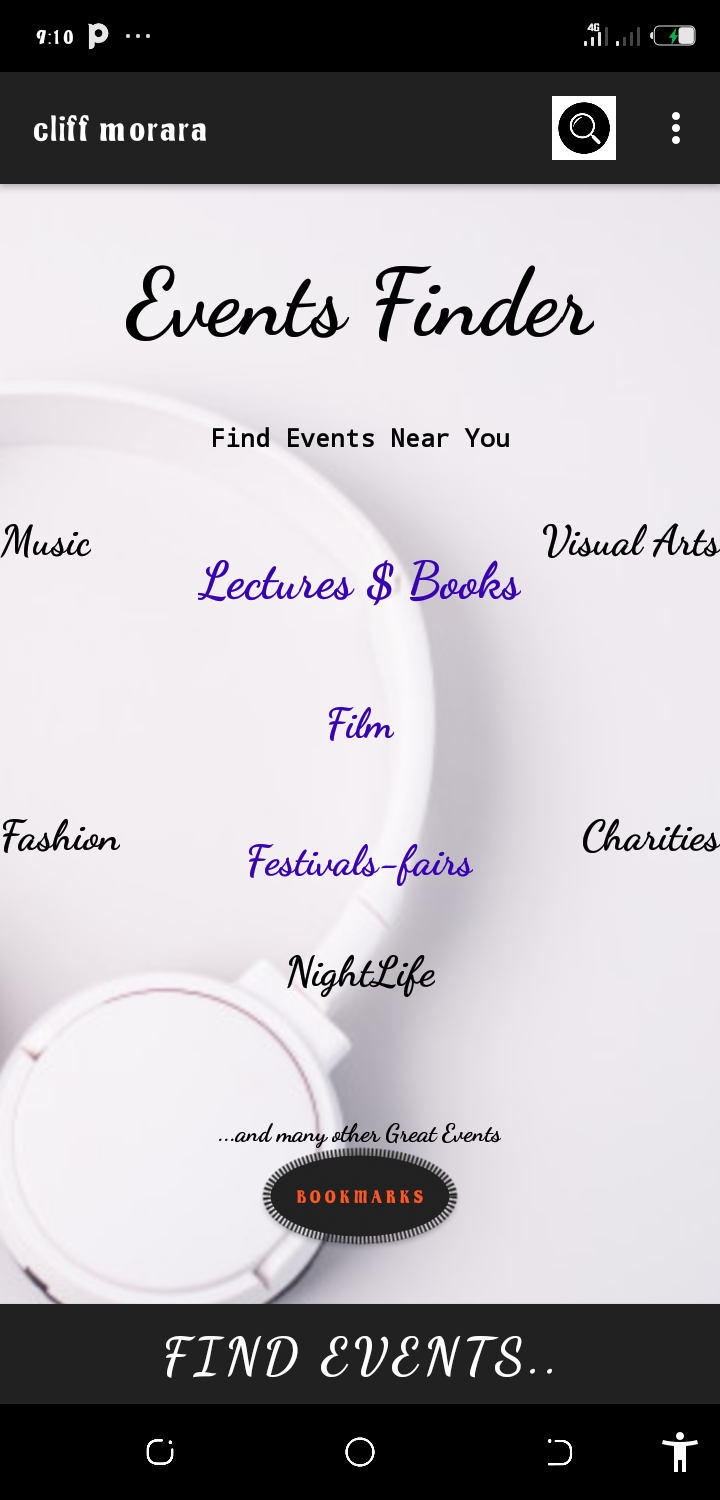 9:10
4G
cliff morara
Events Finder
Find Events Near You
Music
Visual Arts
Lectures $ Books
Film
Fashion
Charities
Festivals-fairs
NightLife
...and many other Great Events
BOOKMARKS
FIND EVENTS..